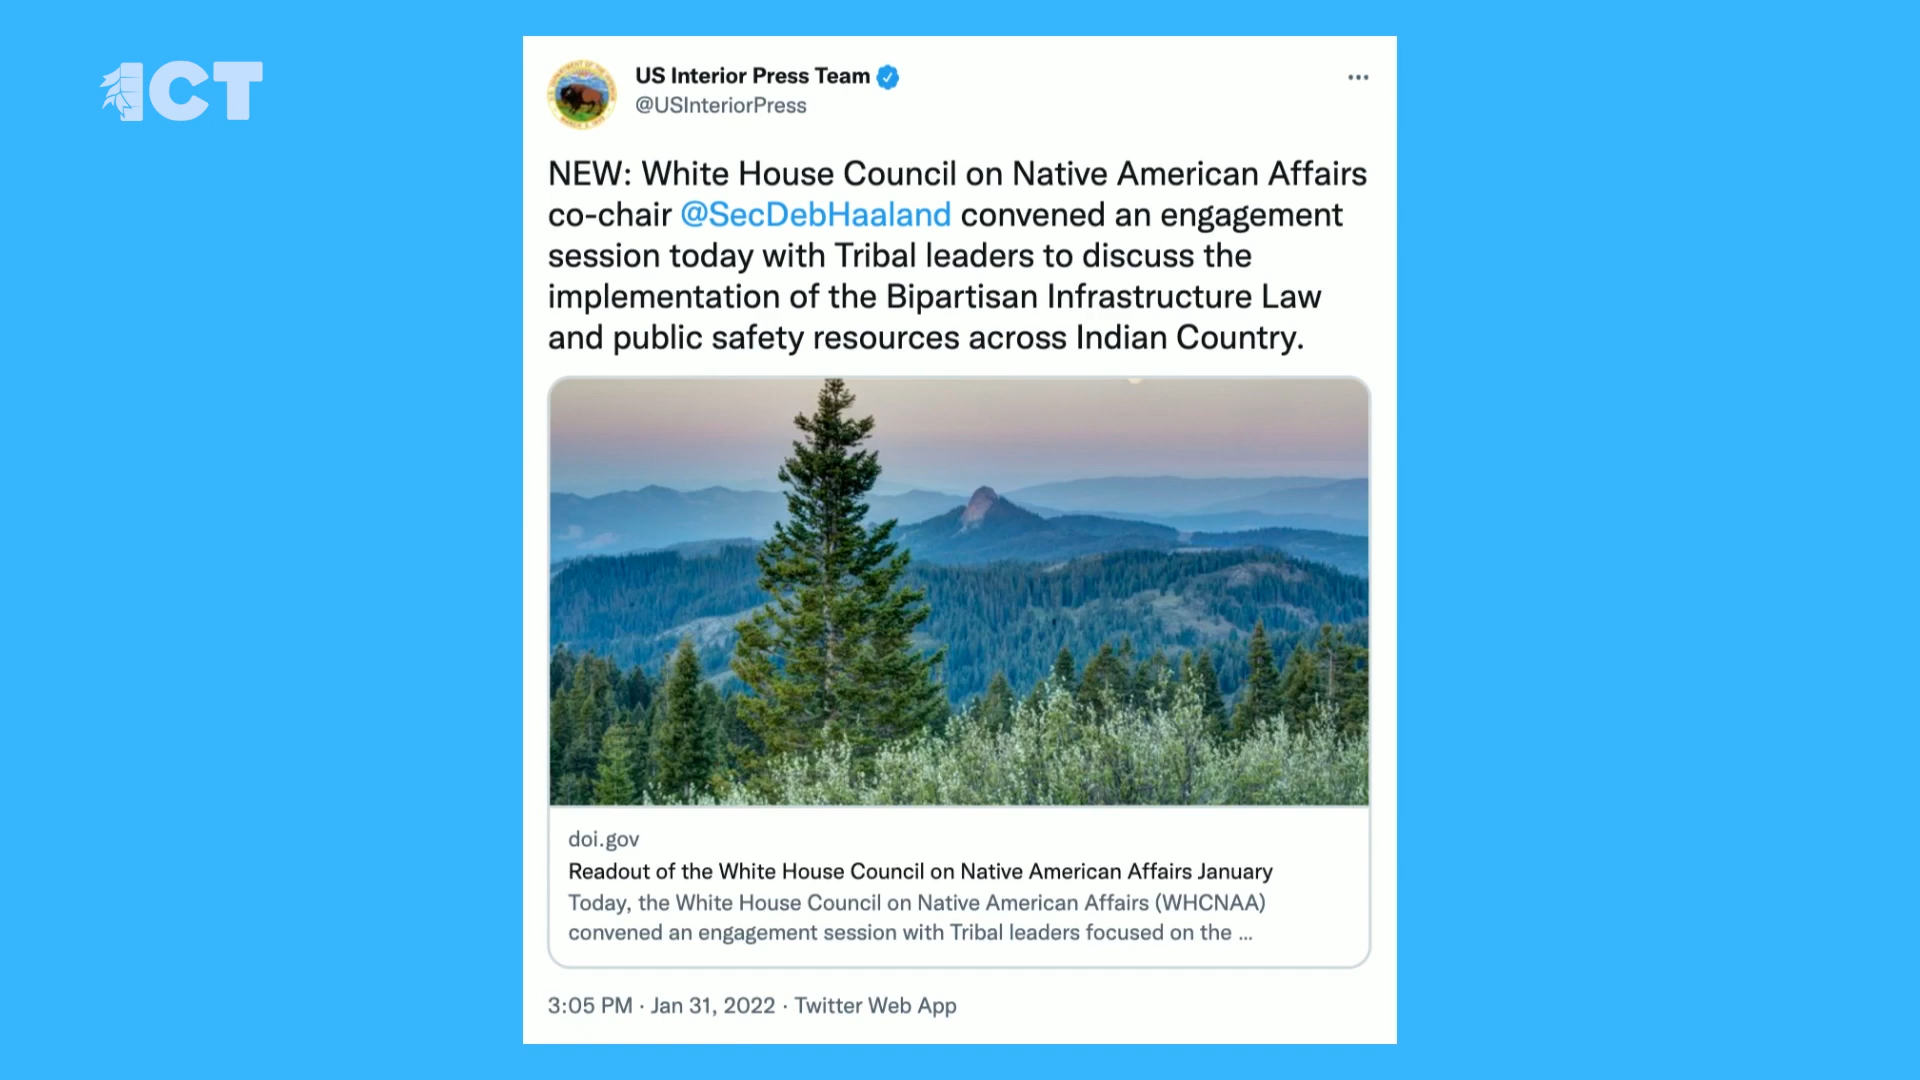 ICT
US Interior Press Team
@USInteriorPress
NEW: White House Council on Native American Affairs
co-chair @SecDebHaaland convened an engagement
session today with Tribal leaders to discuss the
implementation of the Bipartisan Infrastructure Law
and public safety resources across Indian Country.
doi.gov
Readout of the White House Council on Native American Affairs January
Today, the White House Council on Native American Affairs (WHCNAA)
convened an engagement session with Tribal leaders focused on the ...
3:05 PM · Jan 31, 2022 · Twitter Web App